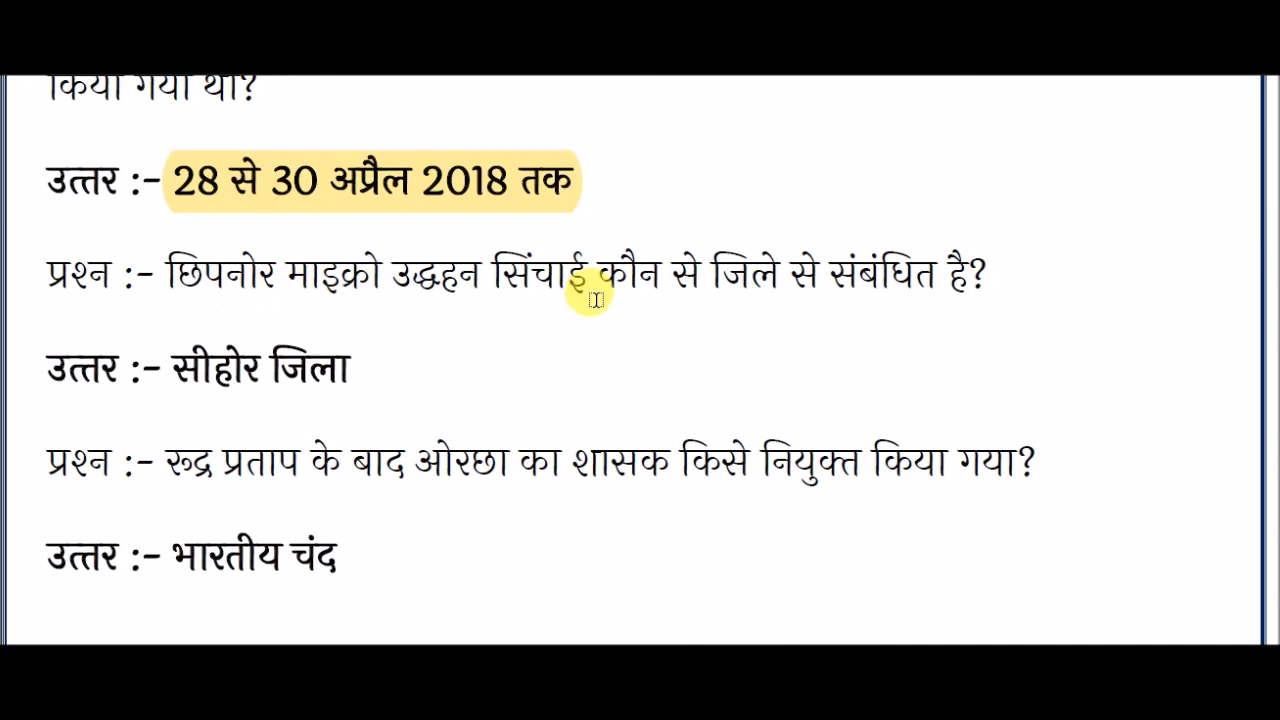 किया गया था?
उत्तर :- 28 से 30 अप्रैल 2018 तक
प्रश्न :- छिपनोर माइक्रो उद्धहन सिंचाई कौन से जिले से संबंधित है?
उत्तर :- सीहोर जिला
प्रश्न :- रूद्र प्रताप के बाद ओरछा का शासक किसे नियुक्त किया गया?
उत्तर :- भारतीय चंद